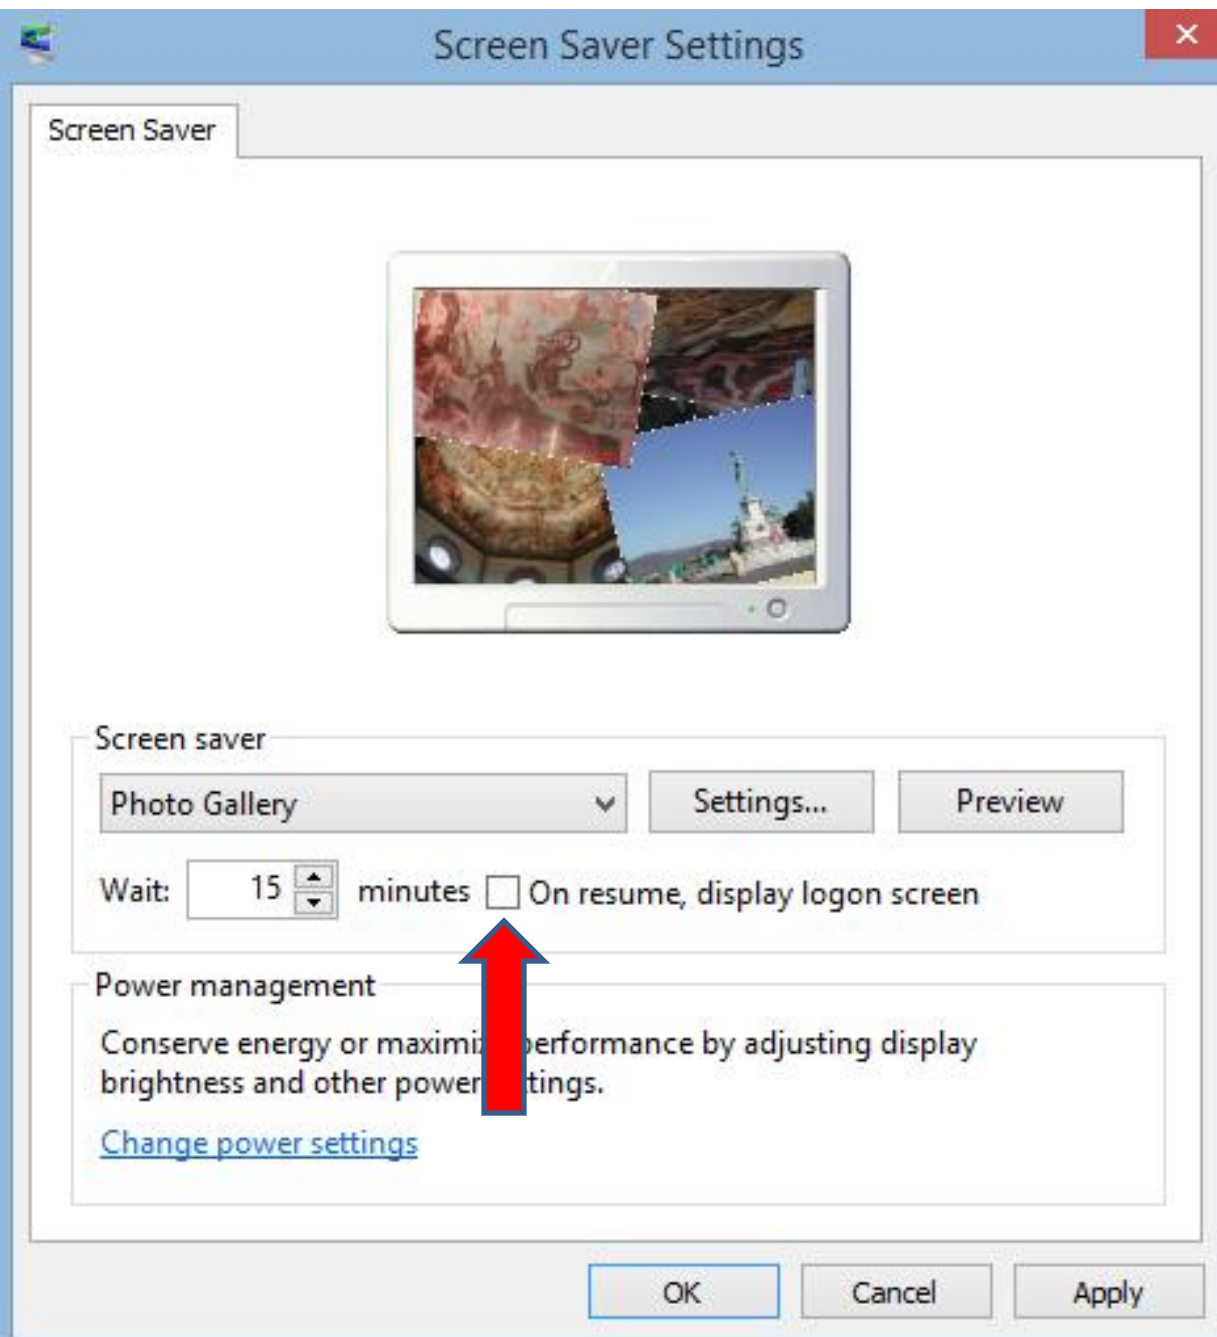 Screen Saver Settings
Screen Saver
Screen saver
Photo Gallery
Settings...
Preview
Wait: 15 minutes On resume, display logon screen
Power management
Conserve energy or performance by adjusting display
brightness and other power
Change power settings
OK
Cancel
Apply